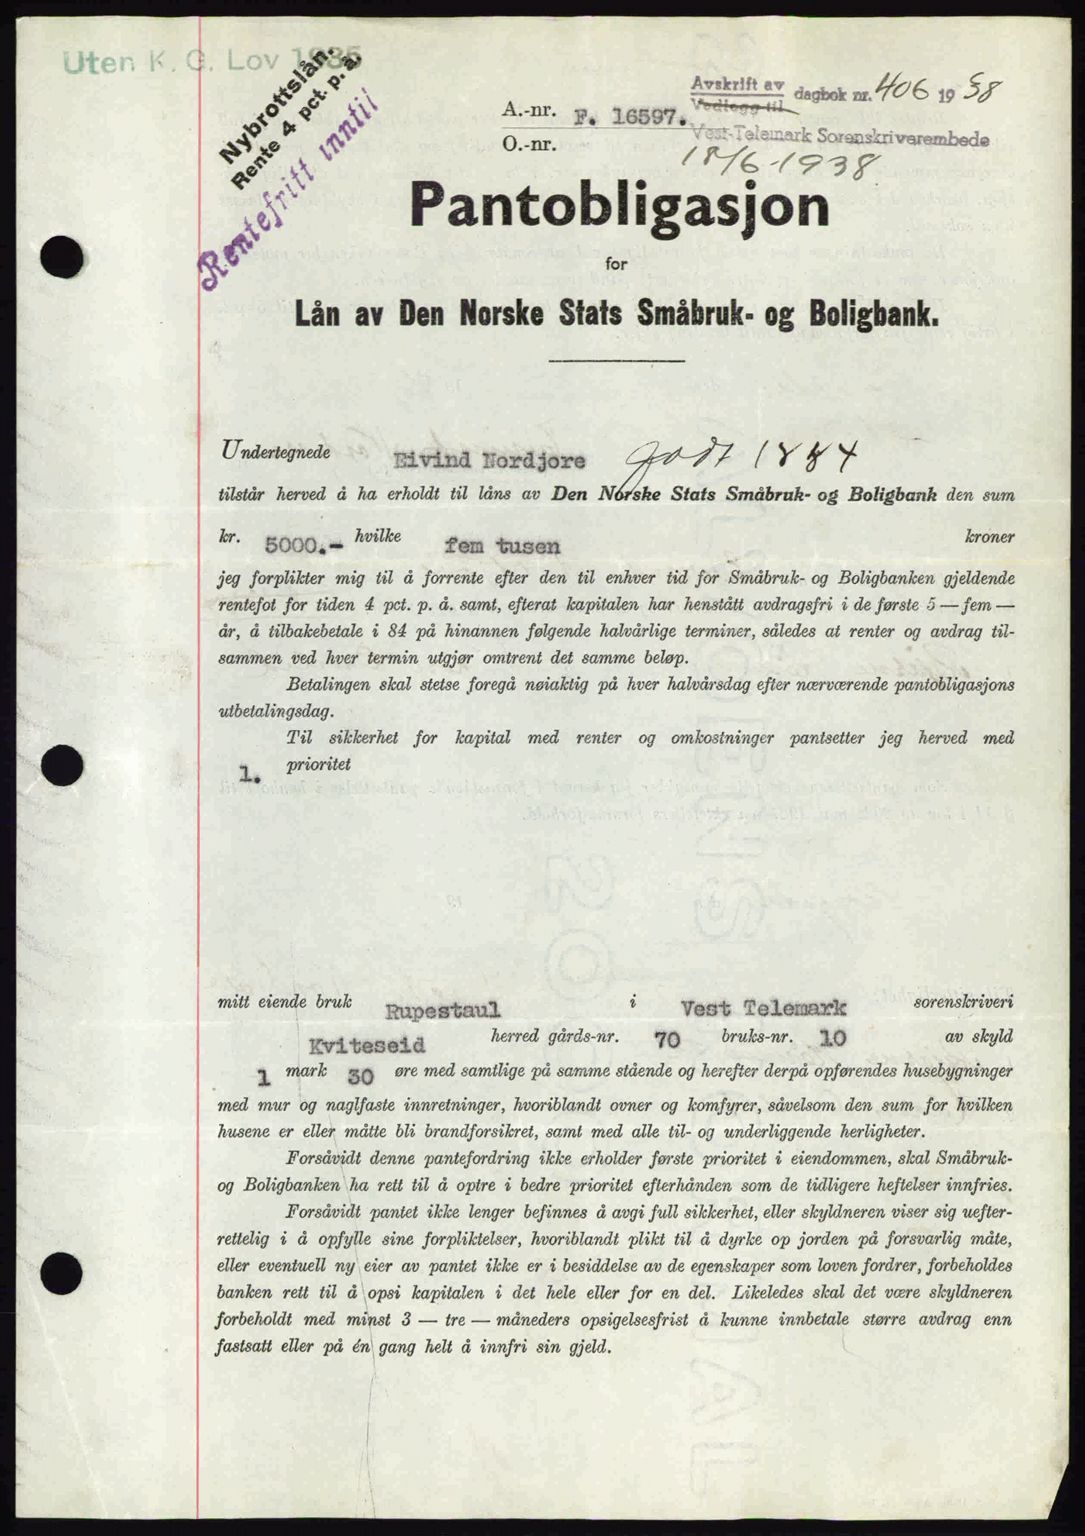 Uten K. G. Lov 1935
Nybrottslån.
Rente 4 pct. p. å.
Rentefritt inntil
Avskrift av
Vedlegg til
dagbok nr. 406 1938
Vest-Telemark Sorenskriverembede
A.-nr. F. 16597.
O.-nr.
18/6-1938
Pantobligasjon
for
Lån av Den Norske Stats Småbruk- og Boligbank.
Undertegnede Eivind Nordjore født 1884
tilstår herved å ha erholdt til låns av Den Norske Stats Småbruk- og Boligbank den sum
kr. 5000.- hvilke fem tusen kroner
jeg forplikter mig til å forrente efter den til enhver tid for Småbruk- og Boligbanken gjeldende
rentefot for tiden 4 pct. p. å. samt, efterat kapitalen har henstått avdragsfri i de første 5 — fem —
år, å tilbakebetale i 84 på hinannen følgende halvårlige terminer, således at renter og avdrag til-
sammen ved hver termin utgjør omtrent det samme beløp.
Betalingen skal stetse foregå nøiaktig på hver halvårsdag efter nærværende pantobligasjons
utbetalingsdag.
Til sikkerhet for kapital med renter og omkostninger pantsetter jeg herved med
1. prioritet
mitt eiende bruk Rupestaul i Vest Telemark sorenskriveri
Kviteseid herred gårds-nr. 70 bruks-nr. 10 av skyld
1 mark 30 øre med samtlige på samme stående og herefter derpå opførendes husebygninger
med mur og naglfaste innretninger, hvoriblandt ovner og komfyrer, såvelsom den sum for hvilken
husene er eller måtte bli brandforsikret, samt med alle til- og underliggende herligheter.
Forsåvidt denne pantefordring ikke erholder første prioritet i eiendommen, skal Småbruk-
og Boligbanken ha rett til å optre i bedre prioritet efterhånden som de tidligere heftelser innfries.
Forsåvidt pantet ikke lenger befinnes å avgi full sikkerhet, eller skyldneren viser sig uefter-
rettelig i å opfylle sine forpliktelser, hvoriblandt plikt til å dyrke op jorden på forsvarlig måte,
eller eventuell ny eier av pantet ikke er i besiddelse av de egenskaper som loven fordrer, forbeholdes
banken rett til å opsi kapitalen i det hele eller for en del. Likeledes skal det være skyldneren
forbeholdt med minst 3 — tre — måneders opsigelsesfrist å kunne innbetale større avdrag enn
fastsatt eller på én gang helt å innfri sin gjeld.